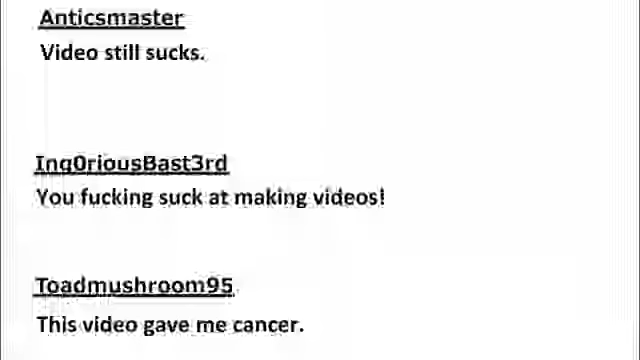 Anticsmaster
Video still sucks.
Ing0riousBast3rd
You fucking suck at making videos!
Toadmushroom95
This video gave me cancer.